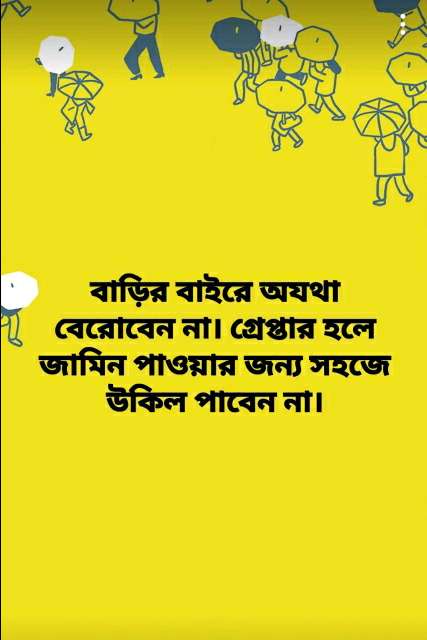 বাড়ির বাইরে অযথা
বেরোবেন না। গ্রেপ্তার হলে
জামিন পাওয়ার জন্য সহজে
উকিল পাবেন না।